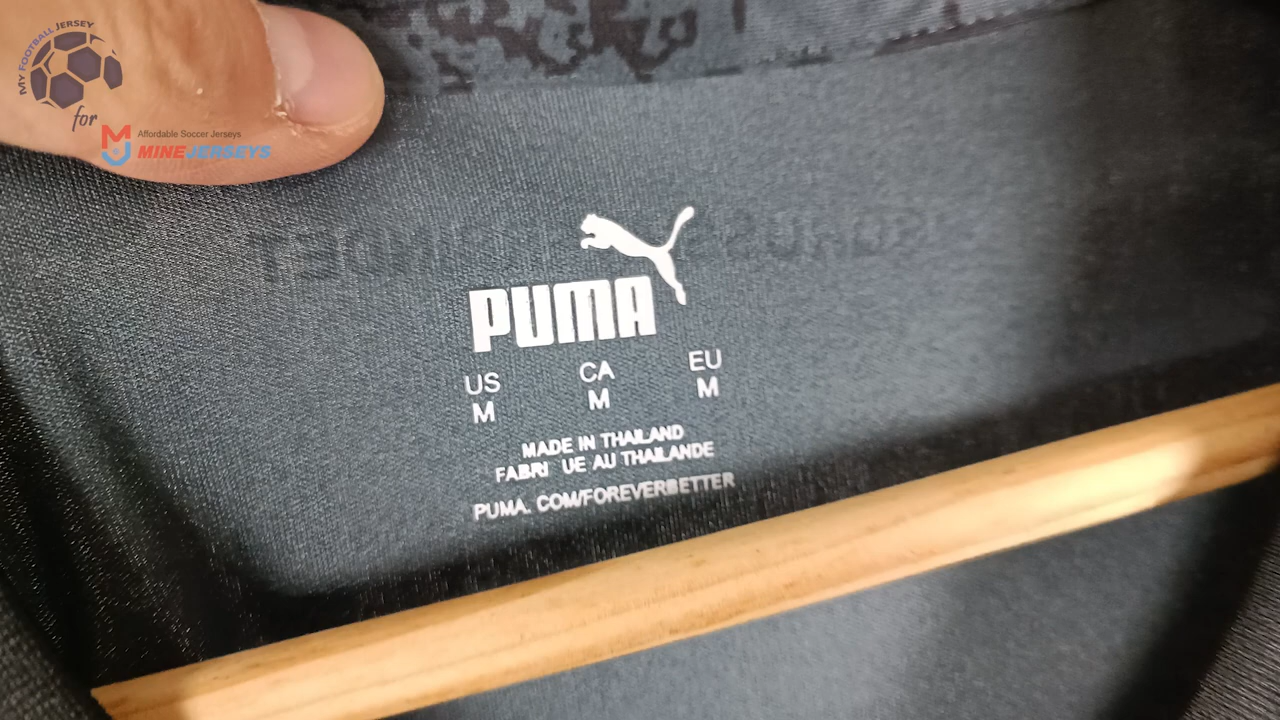 MY FOOTBALL JERSEY
for
Affordable Soccer Jerseys
MINEJERSEYS
PUMA
US CA EU
M M M
MADE IN THAILAND
FABRI UE AU THAILANDE
PUMA. COM/FOREVERBETTER